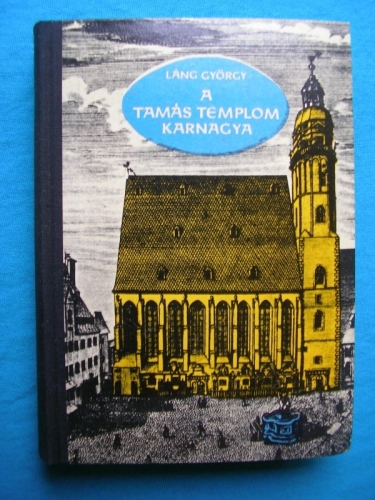 LÁNG GYÖRGY
A
TAMÁS TEMPLOM
KARNAGYA